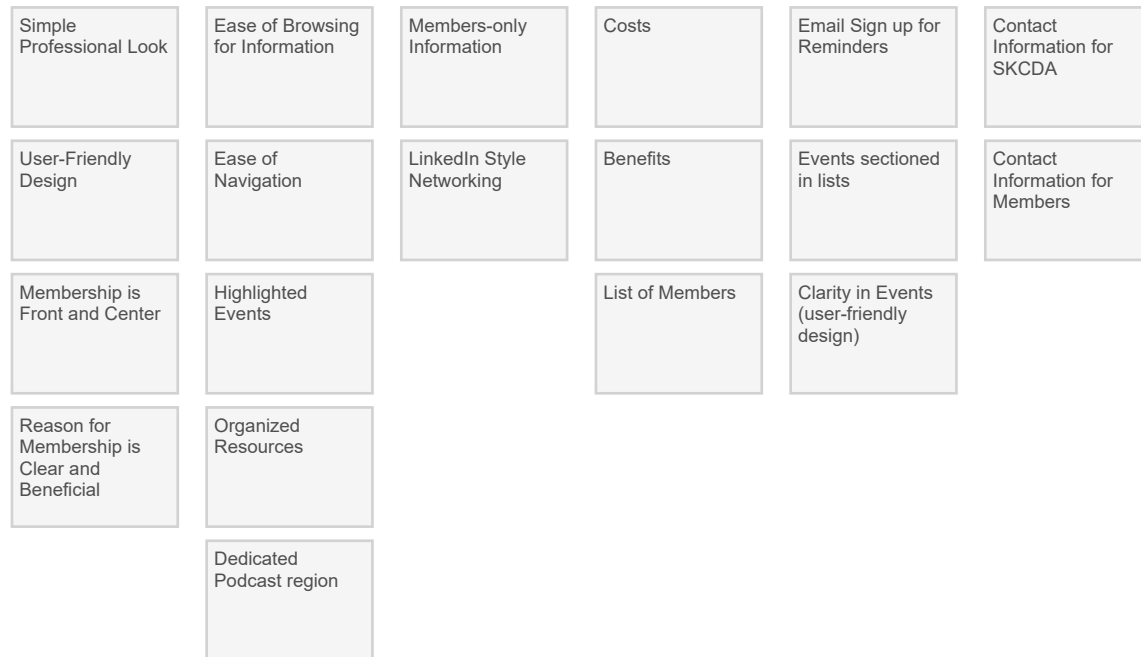 Simple
Professional Look
Ease of Browsing
for Information
Members-only
Information
Costs
Email Sign up for
Reminders
Contact
Information for
SKCDA
User-Friendly
Design
Ease of
Navigation
LinkedIn Style
Networking
Benefits
Events sectioned
in lists
Contact
Information for
Members
Membership is
Front and Center
Highlighted
Events
List of Members
Clarity in Events
(user-friendly
design)
Reason for
Membership is
Clear and
Beneficial
Organized
Resources
Dedicated
Podcast region